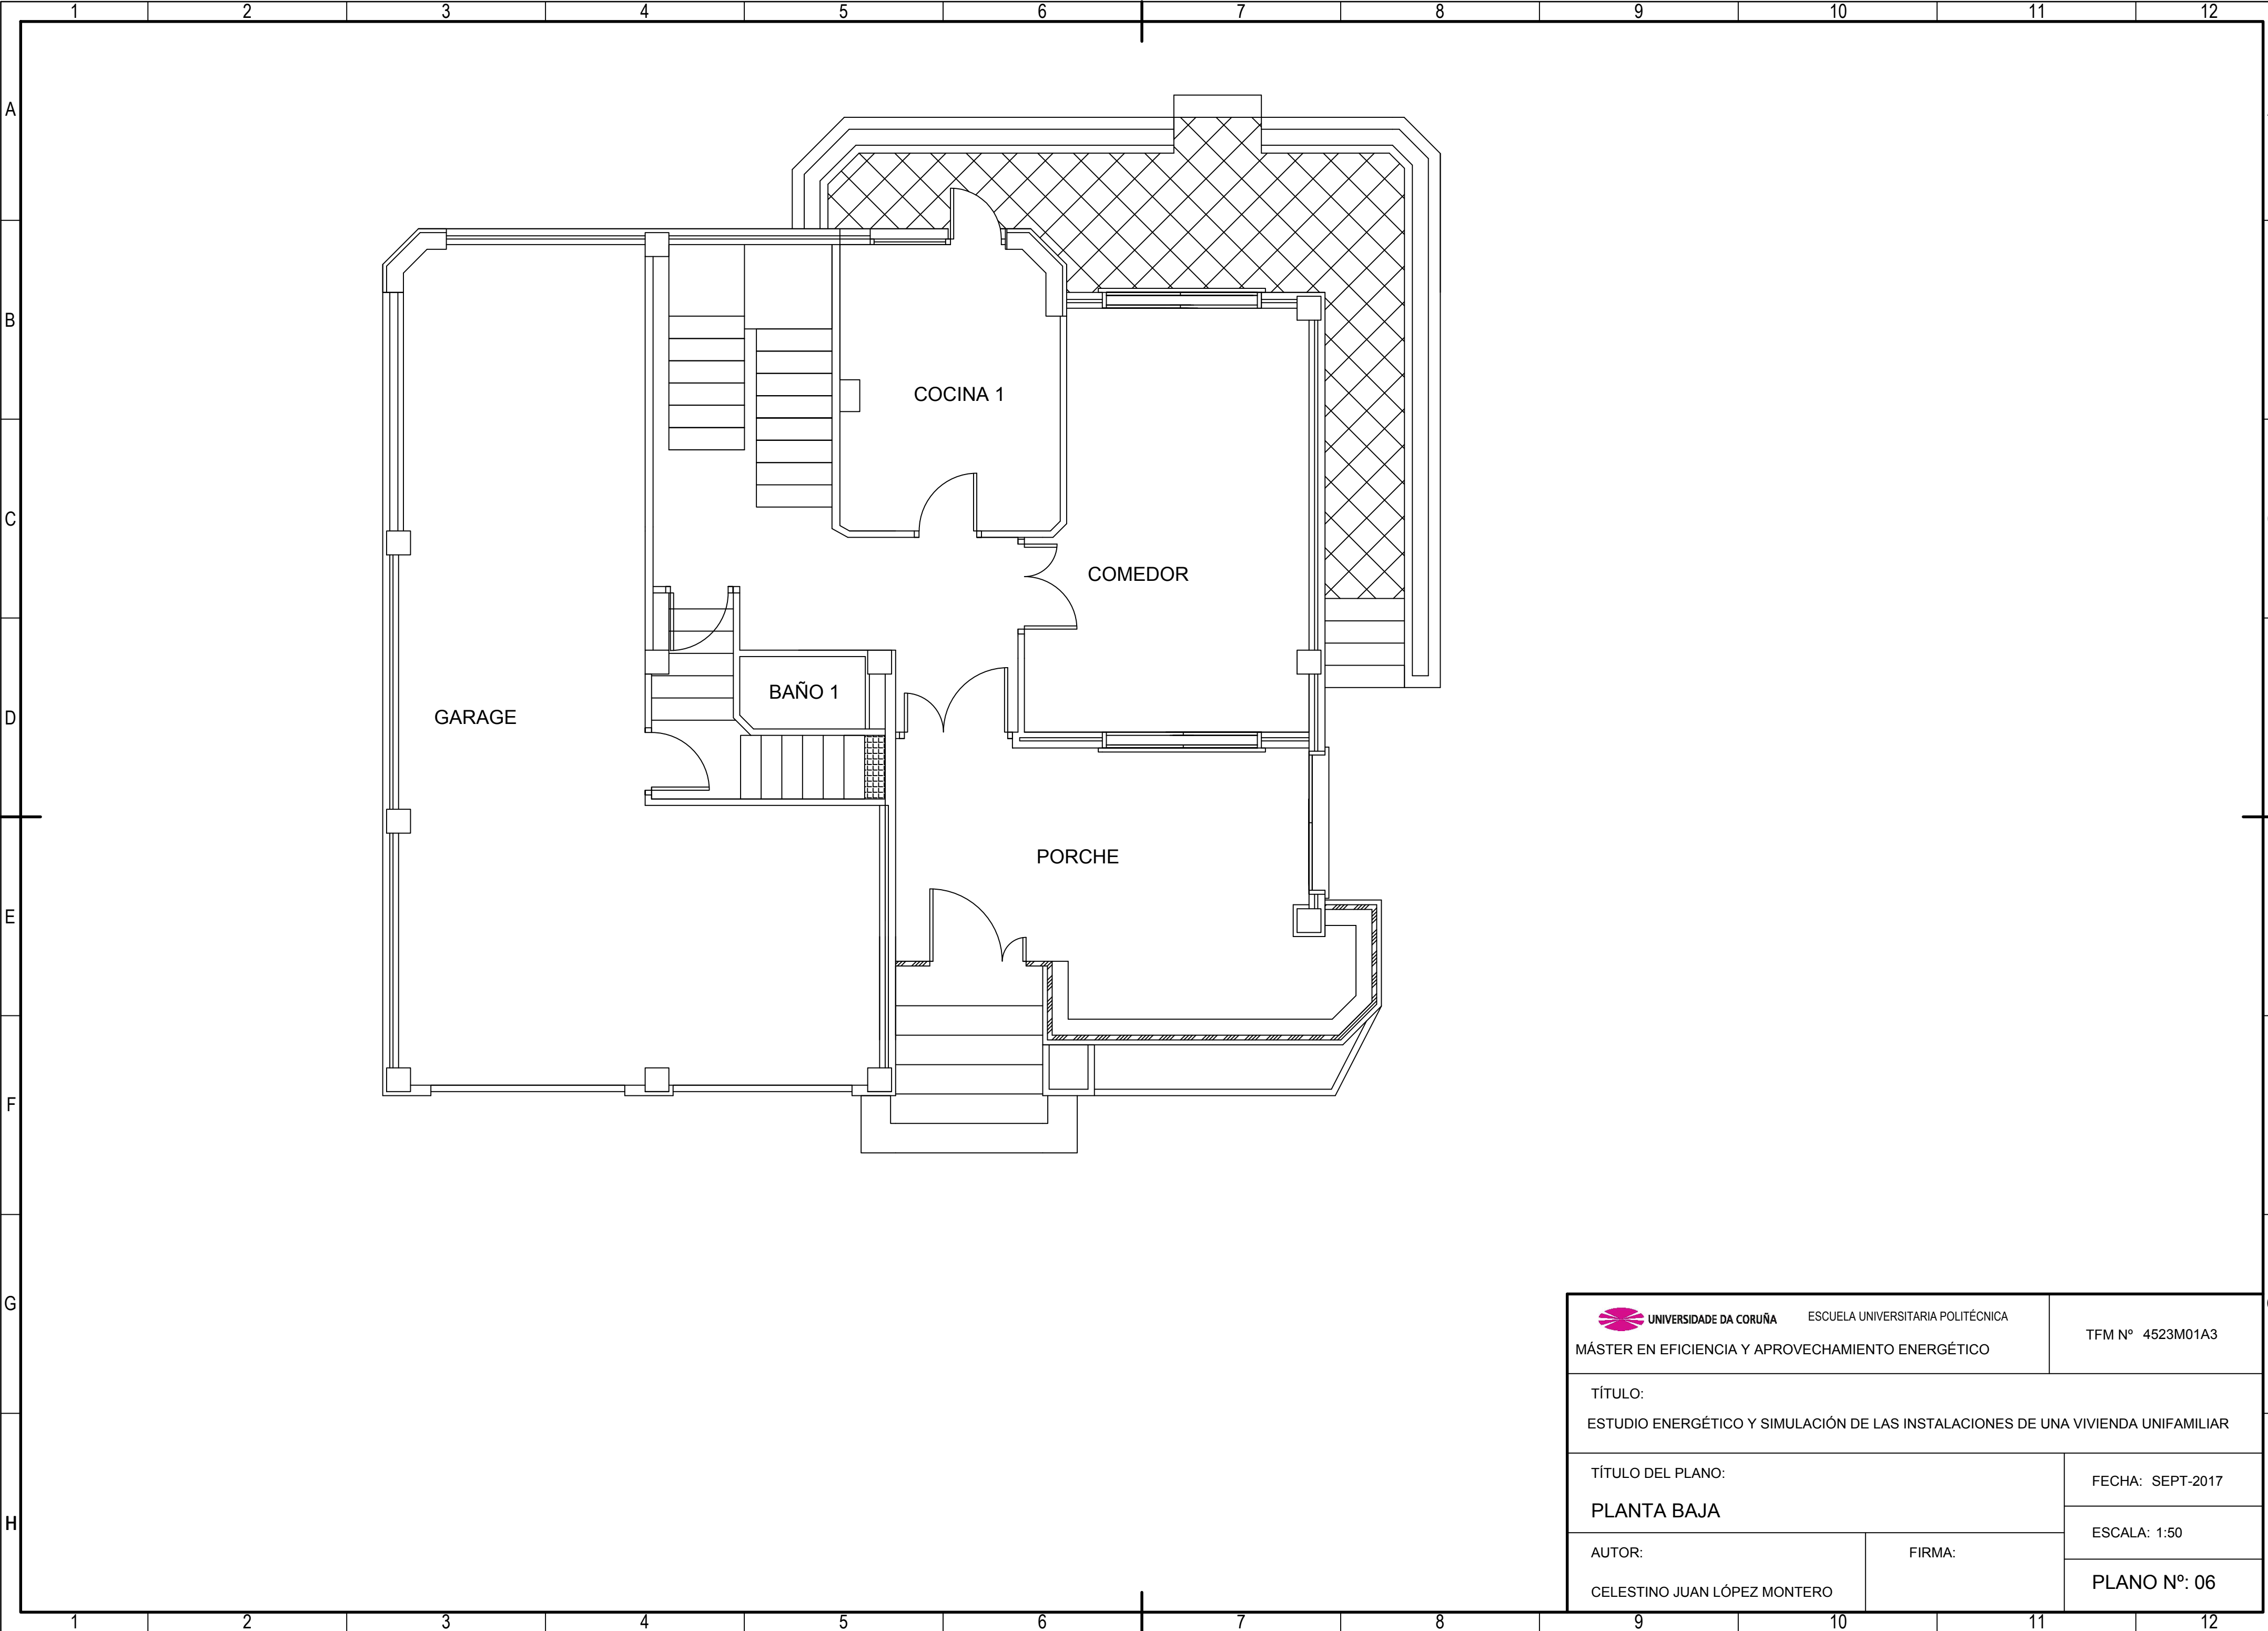 1 2 3 4 5 6 7 8 9 10 11 12
A
B
COCINA 1
C
COMEDOR
BAÑO 1
D
GARAGE
PORCHE
E
F
G
H
UNIVERSIDADE DA CORUÑA ESCUELA UNIVERSITARIA POLITÉCNICA
MÁSTER EN EFICIENCIA Y APROVECHAMIENTO ENERGÉTICO
TFM Nº 4523M01A3
TÍTULO:
ESTUDIO ENERGÉTICO Y SIMULACIÓN DE LAS INSTALACIONES DE UNA VIVIENDA UNIFAMILIAR
TÍTULO DEL PLANO:
PLANTA BAJA
FECHA: SEPT-2017
ESCALA: 1:50
AUTOR:
CELESTINO JUAN LÓPEZ MONTERO
FIRMA:
PLANO Nº: 06
1 2 3 4 5 6 7 8 9 10 11 12